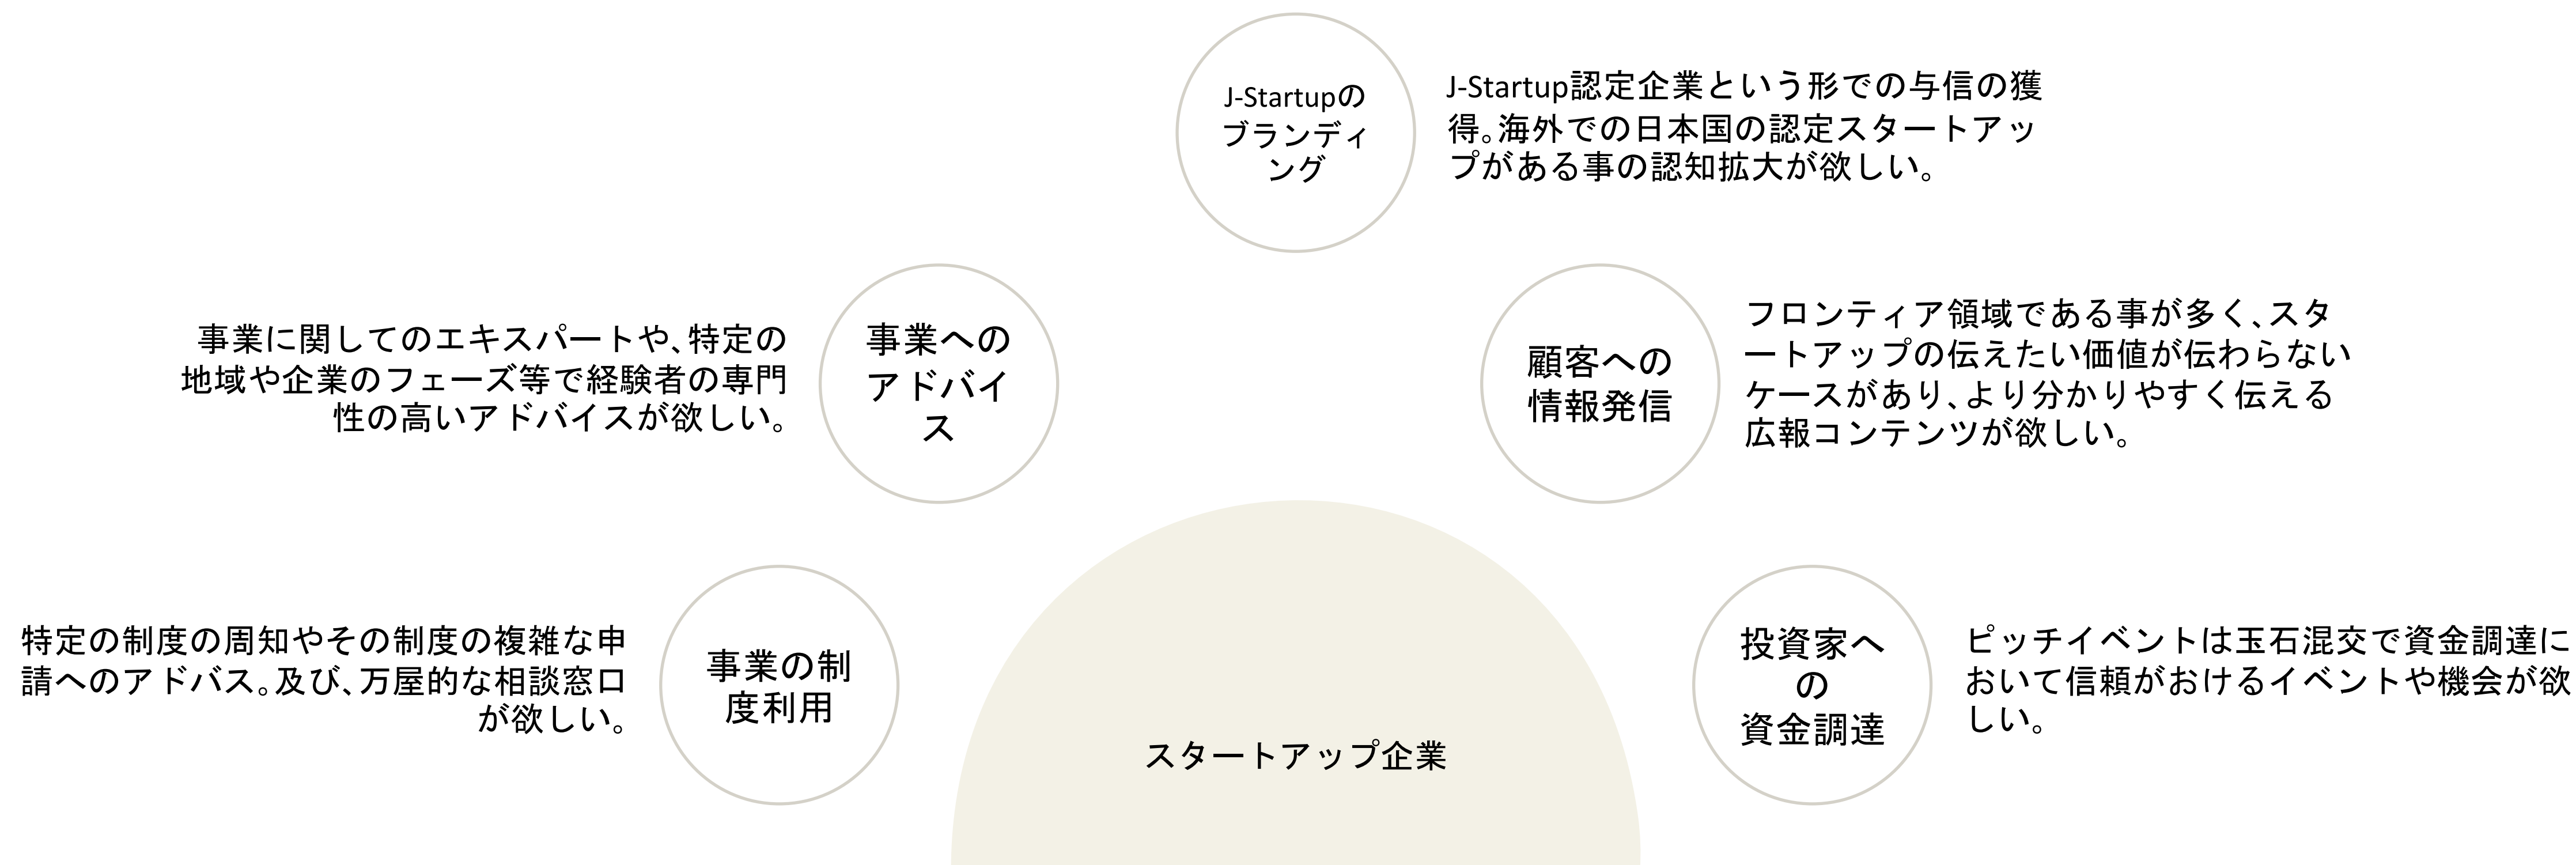 J-Startupの
ブランディ
ング
J-Startup認定企業という形での与信の獲
得。海外での日本国の認定スタートアッ
プがある事の認知拡大が欲しい。
事業に関してのエキスパートや、特定の
地域や企業のフェーズ等で経験者の専門
性の高いアドバイスが欲しい。
事業への
アドバイ
ス
顧客への
情報発信
フロンティア領域である事が多く、スタ
ートアップの伝えたい価値が伝わらない
ケースがあり、より分かりやすく伝える
広報コンテンツが欲しい。
特定の制度の周知やその制度の複雑な申
請へのアドバス。及び、万屋的な相談窓口
が欲しい。
事業の制
度利用
スタートアップ企業
投資家へ
の
資金調達
ピッチイベントは玉石混交で資金調達に
おいて信頼がおけるイベントや機会が欲
しい。